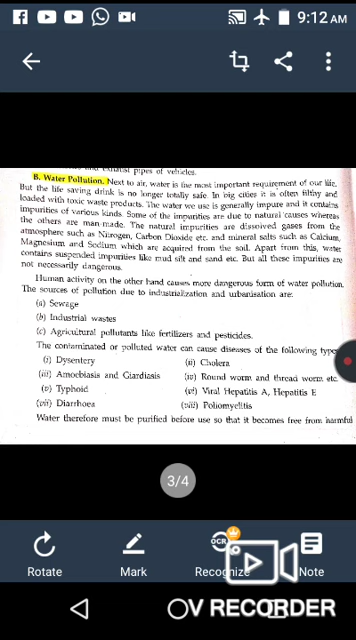 9:12 AM
and exhaust pipes of vehicles.
B. Water Pollution. Next to air, water is the most important requirement of our life.
But the life saving drink is no longer totally safe. In big cities it is often filthy and
loaded with toxic waste products. The water we use is generally impure and it contains
impurities of various kinds. Some of the impurities are due to natural causes whereas
the others are man made. The natural impurities are dissolved gases from the
atmosphere such as Nitrogen, Carbon Dioxide etc. and mineral salts such as Calcium,
Magnesium and Sodium which are acquired from the soil. Apart from this, water
contains suspended impurities like mud silt and sand etc. But all these impurities are
not necessarily dangerous.
Human activity on the other hand causes more dangerous form of water pollution.
The sources of pollution due to industrialization and urbanisation are:
(a) Sewage
(b) Industrial wastes
(c) Agricultural pollutants like fertilizers and pesticides.
The contaminated or polluted water can cause diseases of the following type
(i) Dysentery (ii) Cholera
(iii) Amoebiasis and Giardiasis (iv) Round worm and thread worm etc.
(v) Typhoid (vi) Viral Hepatitis A, Hepatitis E
(vii) Diarrhoea (viii) Poliomyelitis
Water therefore must be purified before use so that it becomes free from harmful
3/4
OCR
Rotate Mark Recogniz Note
V RECORDER